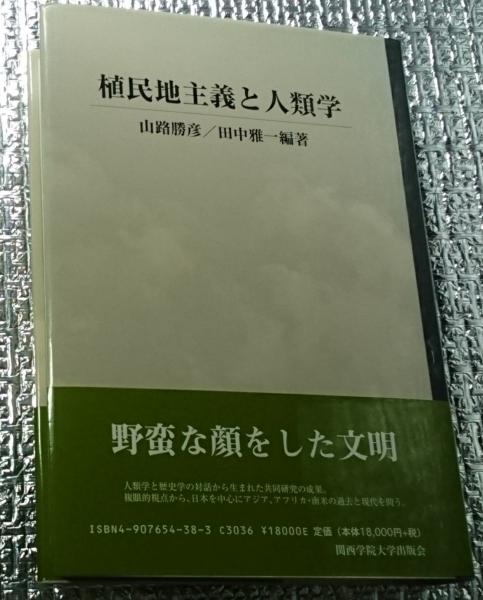 植民地主義と人類学
山路勝彦／田中雅一編著
野蛮な顔をした文明
人類学と歴史学の対話から生まれた共同研究の成果。
複眼的視点から、日本を中心にアジア、アフリカ・南米の過去と現代を問う。
ISBN4-907654-38-3 C3036 ¥18000E 定価（本体18,000円+税）
関西学院大学出版会